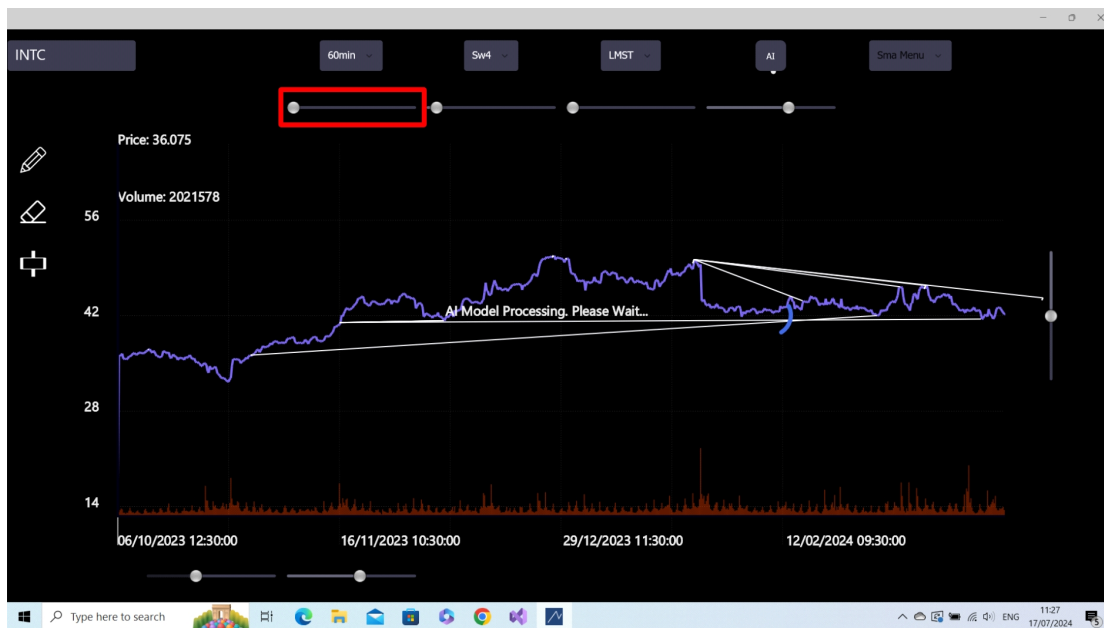 INTC
60min
Sw4
LMST
AI
Sma Menu
Price: 36.075
Volume: 2021578
56
42
AI Model Processing. Please Wait...
28
14
06/10/2023 12:30:00
16/11/2023 10:30:00
29/12/2023 11:30:00
12/02/2024 09:30:00
Type here to search
ENG
11:27
17/07/2024
5